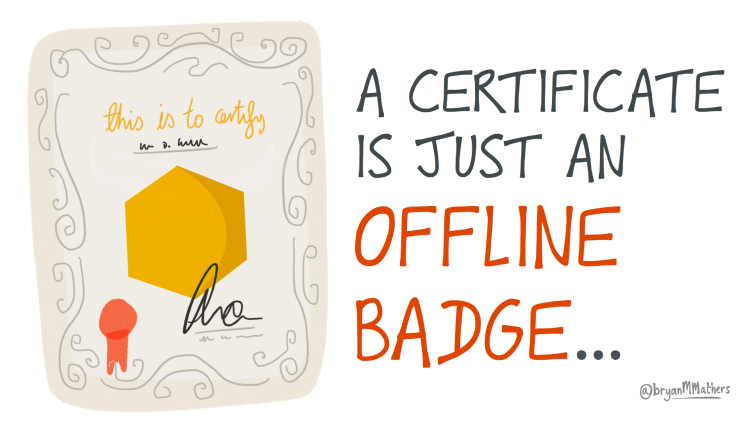 this is to certify
A CERTIFICATE
IS JUST AN
OFFLINE
BADGE...
@bryanMMathers